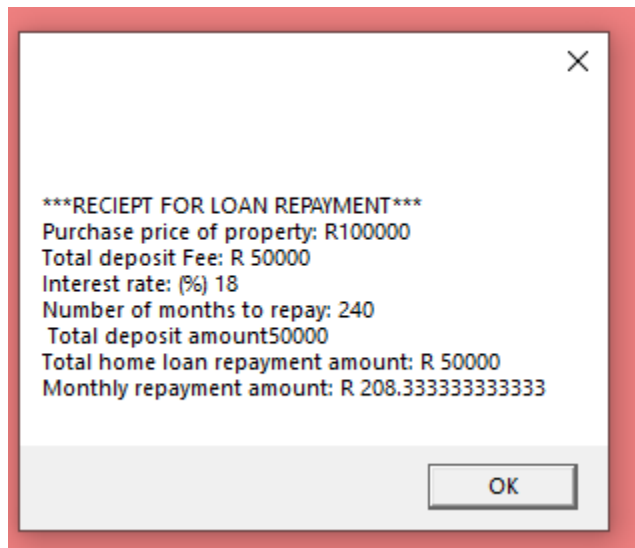 ***RECIEPT FOR LOAN REPAYMENT***
Purchase price of property: R100000
Total deposit Fee: R 50000
Interest rate: (%) 18
Number of months to repay: 240
Total deposit amount50000
Total home loan repayment amount: R 50000
Monthly repayment amount: R 208.333333333333
OK